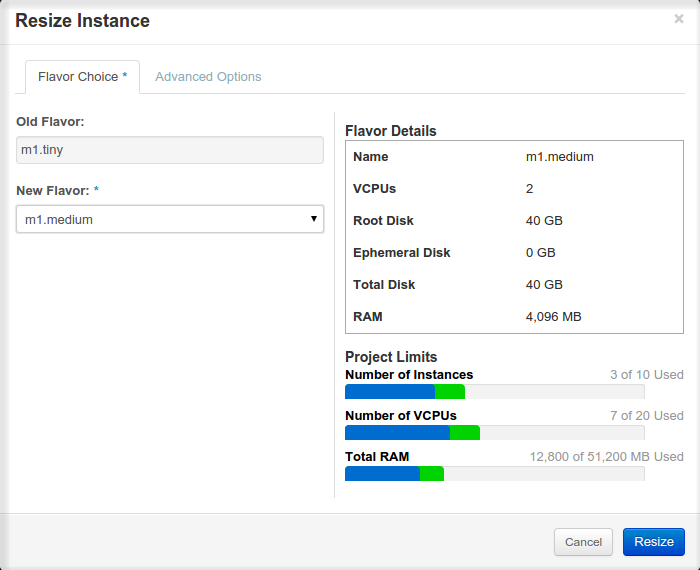 Resize Instance
×
Flavor Choice *
Advanced Options
Old Flavor:
m1.tiny
New Flavor: *
m1.medium
Flavor Details
Name m1.medium
VCPUs 2
Root Disk 40 GB
Ephemeral Disk 0 GB
Total Disk 40 GB
RAM 4,096 MB
Project Limits
Number of Instances 3 of 10 Used
Number of VCPUs 7 of 20 Used
Total RAM 12,800 of 51,200 MB Used
Cancel
Resize